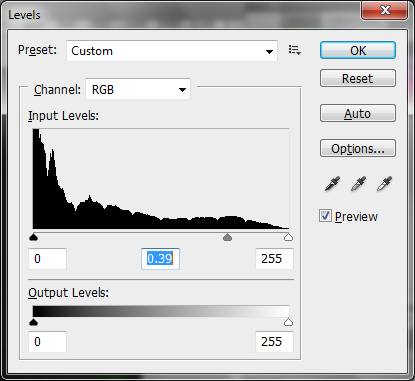 Levels
Preset: Custom
OK
Reset
Channel: RGB
Auto
Input Levels:
Options...
Preview
0 0.39 255
Output Levels:
0 255